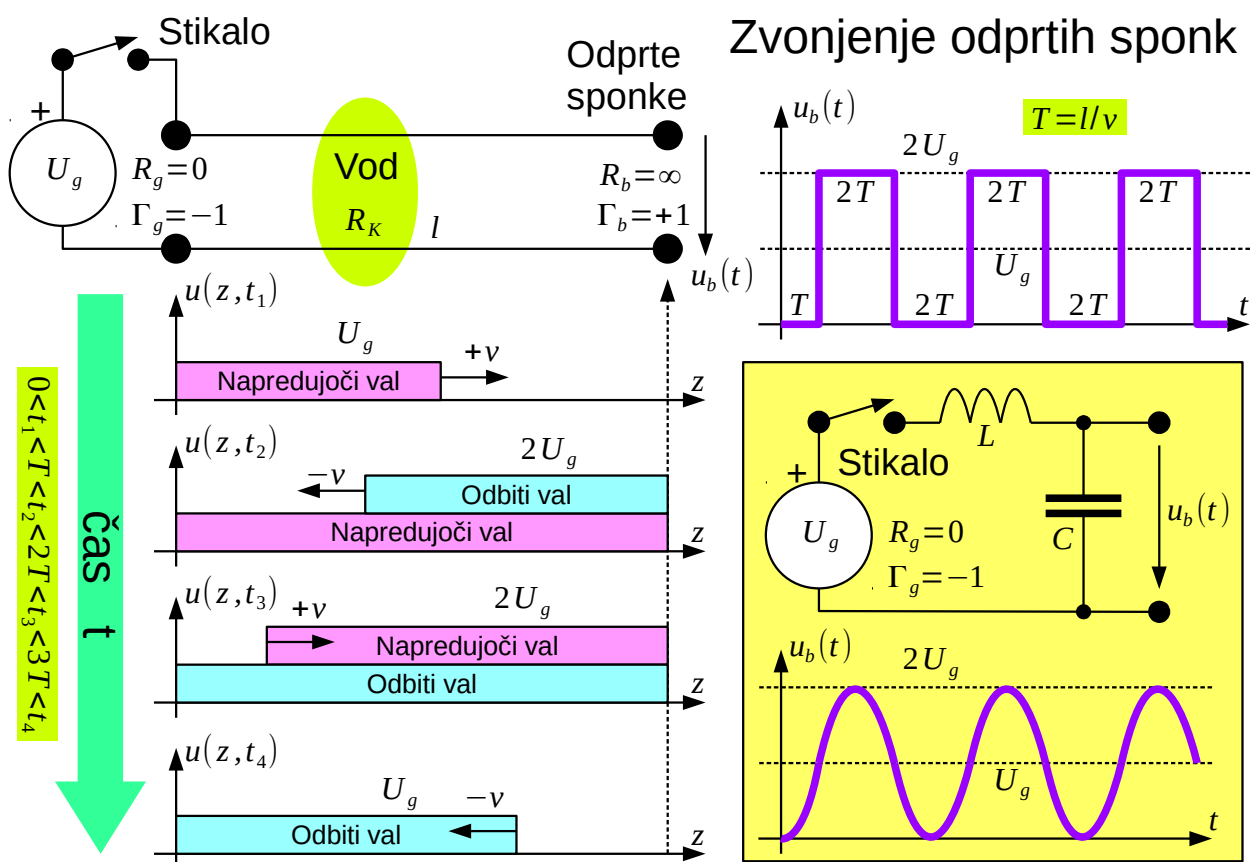 Zvonjenje odprtih sponk
Stikalo
Odprte
sponke
+
U_g
R_g=0
Γ_g=−1
Vod
R_K
l
R_b=∞
Γ_b=+1
u_b(t)
u_b(t)
T=l/v
2U_g
2T
2T
2T
U_g
T
2T
2T
t
čas t
0<t_1<T<t_2<2T<t_3<3T<t_4
u(z,t_1)
U_g
+v
Napredujoči val
z
u(z,t_2)
2U_g
−v
Odbiti val
Napredujoči val
z
u(z,t_3)
2U_g
+v
Napredujoči val
Odbiti val
z
u(z,t_4)
U_g
−v
Odbiti val
z
L
Stikalo
+
U_g
R_g=0
Γ_g=−1
C
u_b(t)
u_b(t)
2U_g
U_g
t